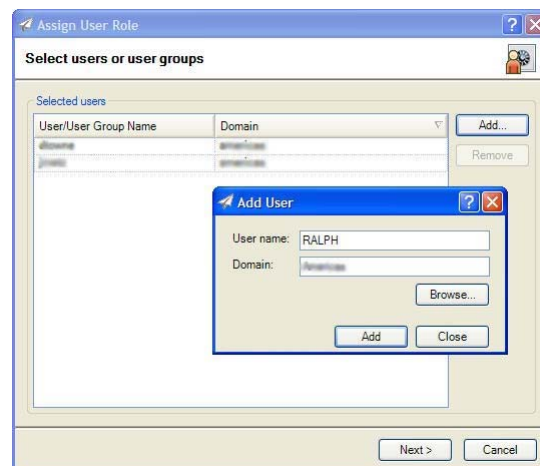 Assign User Role
Select users or user groups
Selected users
User/User Group Name Domain
Add...
Remove
Add User
User name: RALPH
Domain:
Browse...
Add Close
Next > Cancel